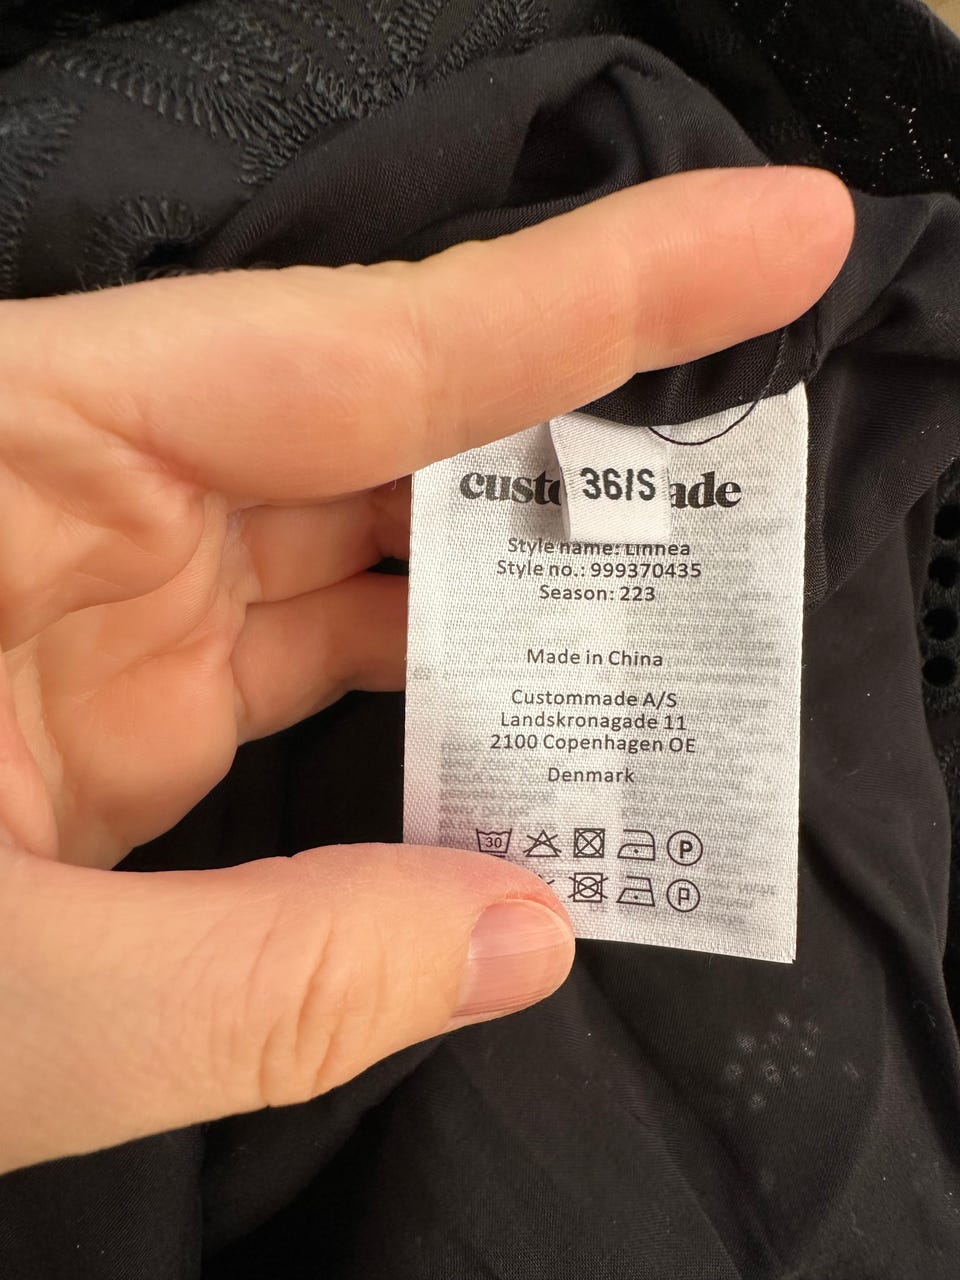 custo
36/S
ade
Style name: Linnea
Style no.: 999370435
Season: 223
Made in China
Custommade A/S
Landskronagade 11
2100 Copenhagen OE
Denmark
30
P
P